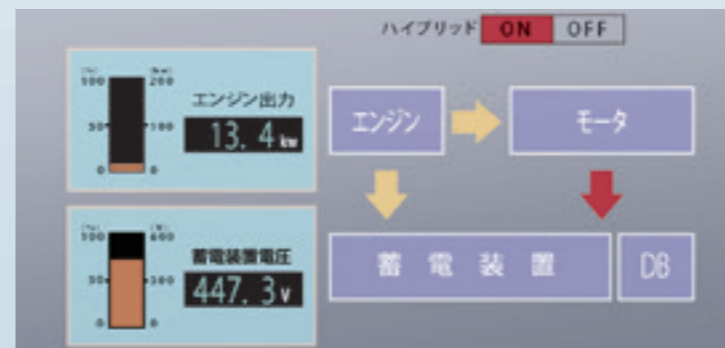 ハイブリッド ON OFF
100 200
エンジン出力
50 100
13.4 kw
0 0
エンジン
モータ
100 600
蓄電装置電圧
300
447.3 v
0 0
蓄電装置
DB